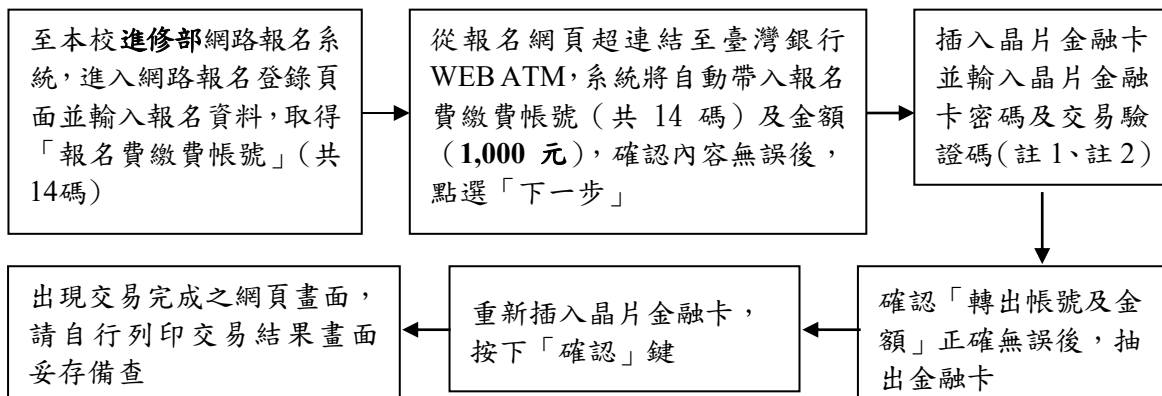 至本校進修部網路報名系
統，進入網路報名登錄頁
面並輸入報名資料，取得
「報名費繳費帳號」（共
14碼）
從報名網頁超連結至臺灣銀行
WEB ATM，系統將自動帶入報名
費繳費帳號（共 14 碼）及金額
（1,000 元），確認內容無誤後，
點選「下一步」
插入晶片金融卡
並輸入晶片金融
卡密碼及交易驗
證碼（註 1、註 2）
確認「轉出帳號及金
額」正確無誤後，抽
出金融卡
重新插入晶片金融卡，
按下「確認」鍵
出現交易完成之網頁畫面，
請自行列印交易結果畫面
妥存備查